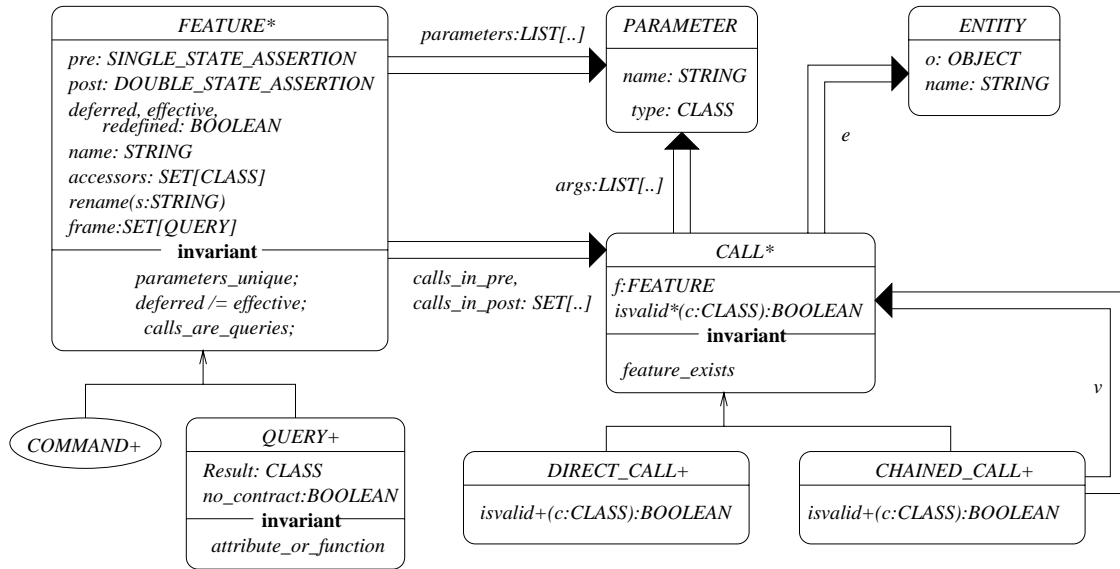 FEATURE*
pre: SINGLE_STATE_ASSERTION
post: DOUBLE_STATE_ASSERTION
deferred, effective,
redefined: BOOLEAN
name: STRING
accessors: SET[CLASS]
rename(s:STRING)
frame:SET[QUERY]
invariant
parameters_unique;
deferred /= effective;
calls_are_queries;
parameters:LIST[..]
PARAMETER
name: STRING
type: CLASS
ENTITY
o: OBJECT
name: STRING
e
args:LIST[..]
calls_in_pre,
calls_in_post: SET[..]
CALL*
f:FEATURE
isvalid*(c:CLASS):BOOLEAN
invariant
feature_exists
v
COMMAND+
QUERY+
Result: CLASS
no_contract:BOOLEAN
invariant
attribute_or_function
DIRECT_CALL+
isvalid+(c:CLASS):BOOLEAN
CHAINED_CALL+
isvalid+(c:CLASS):BOOLEAN